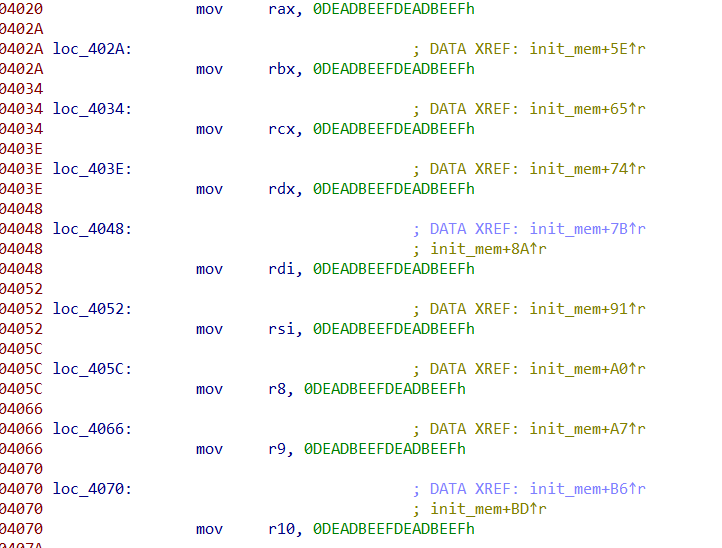 04020 mov rax, 0DEADBEEFDEADBEEFh
0402A
0402A loc_402A: ; DATA XREF: init_mem+5E↑r
0402A mov rbx, 0DEADBEEFDEADBEEFh
04034
04034 loc_4034: ; DATA XREF: init_mem+65↑r
04034 mov rcx, 0DEADBEEFDEADBEEFh
0403E
0403E loc_403E: ; DATA XREF: init_mem+74↑r
0403E mov rdx, 0DEADBEEFDEADBEEFh
04048
04048 loc_4048: ; DATA XREF: init_mem+7B↑r
04048 ; init_mem+8A↑r
04048 mov rdi, 0DEADBEEFDEADBEEFh
04052
04052 loc_4052: ; DATA XREF: init_mem+91↑r
04052 mov rsi, 0DEADBEEFDEADBEEFh
0405C
0405C loc_405C: ; DATA XREF: init_mem+A0↑r
0405C mov r8, 0DEADBEEFDEADBEEFh
04066
04066 loc_4066: ; DATA XREF: init_mem+A7↑r
04066 mov r9, 0DEADBEEFDEADBEEFh
04070
04070 loc_4070: ; DATA XREF: init_mem+B6↑r
04070 ; init_mem+BD↑r
04070 mov r10, 0DEADBEEFDEADBEEFh
0407A